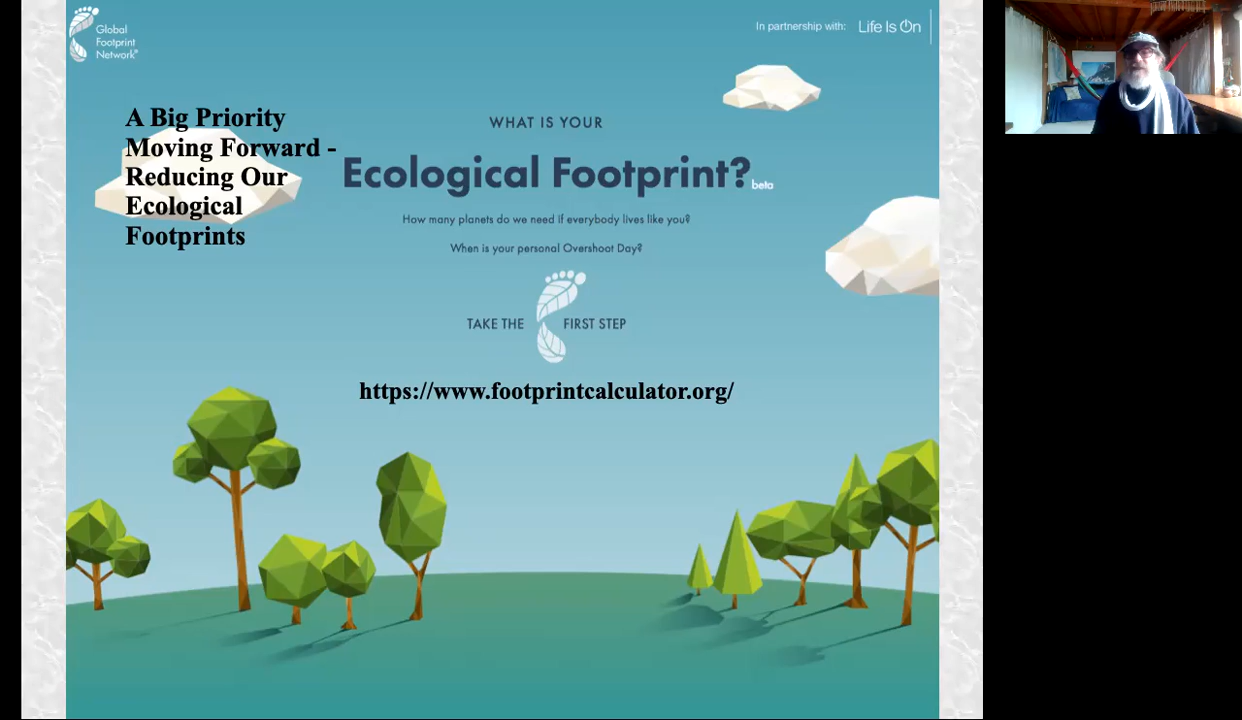 Global
Footprint
Network®
In partnership with: Life Is On
A Big Priority
Moving Forward -
Reducing Our
Ecological
Footprints
WHAT IS YOUR
Ecological Footprint? beta
How many planets do we need if everybody lives like you?
When is your personal Overshoot Day?
TAKE THE FIRST STEP
https://www.footprintcalculator.org/